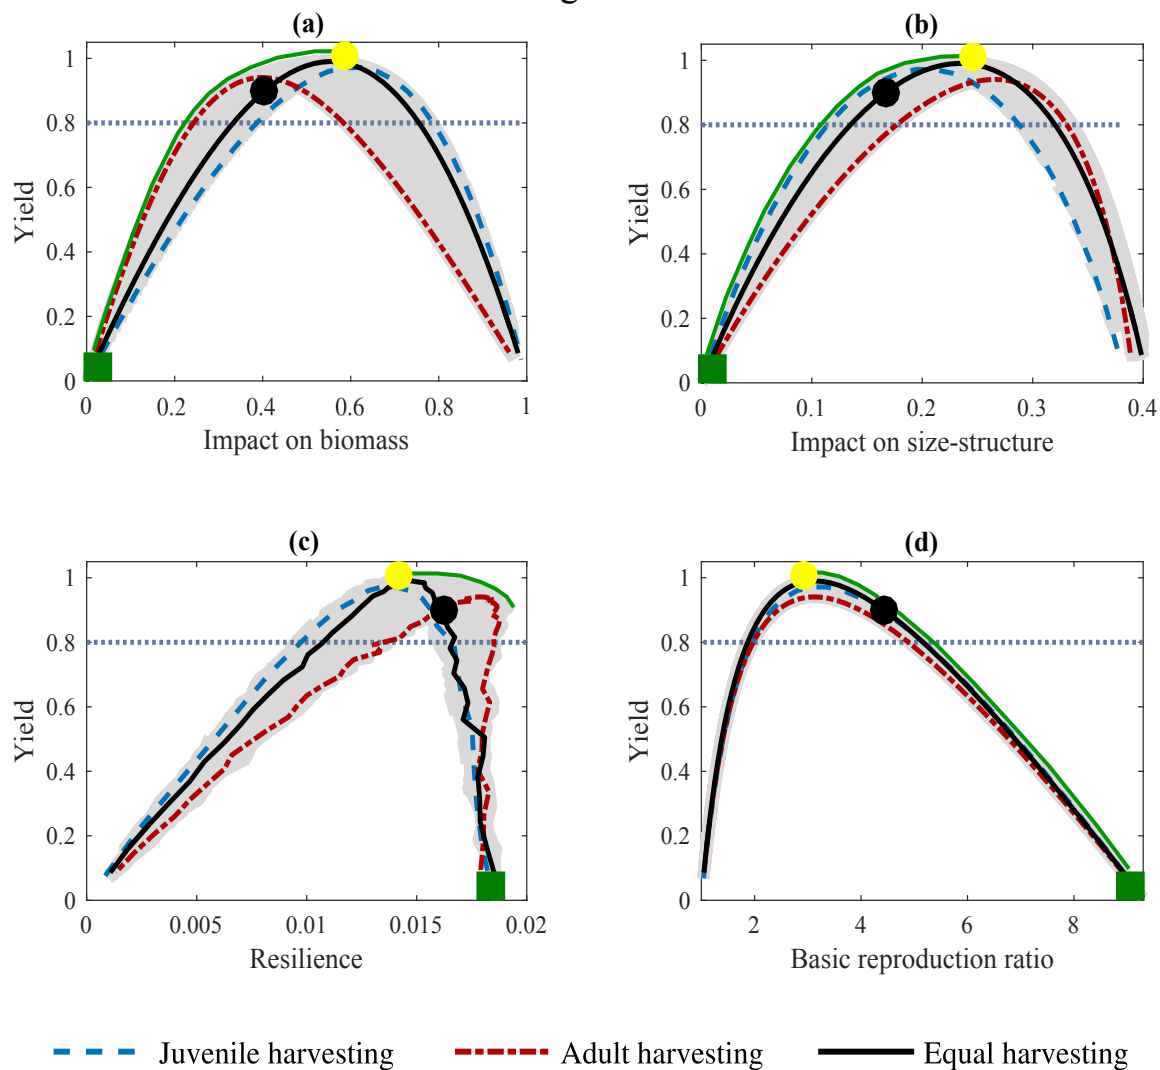 (a) (b)
1
0.8
0.6
0.4
0.2
0
Yield
0 0.2 0.4 0.6 0.8 1
Impact on biomass
1
0.8
0.6
0.4
0.2
0
Yield
0 0.1 0.2 0.3 0.4
Impact on size-structure
(c) (d)
1
0.8
0.6
0.4
0.2
0
Yield
0 0.005 0.01 0.015 0.02
Resilience
1
0.8
0.6
0.4
0.2
0
Yield
2 4 6 8
Basic reproduction ratio
Juvenile harvesting Adult harvesting Equal harvesting